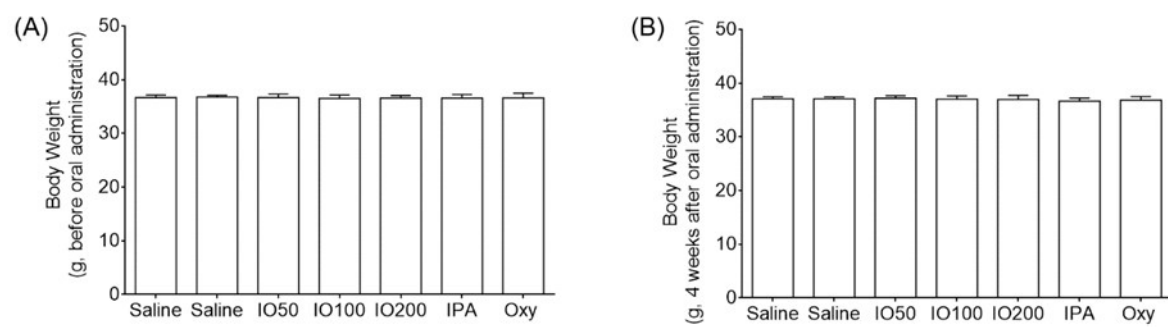 (A)
Body Weight
(g, before oral administration)
50
40
30
20
10
0
Saline Saline IO50 IO100 IO200 IPA Oxy
(B)
Body Weight
(g, 4 weeks after oral administration)
50
40
30
20
10
0
Saline Saline IO50 IO100 IO200 IPA Oxy